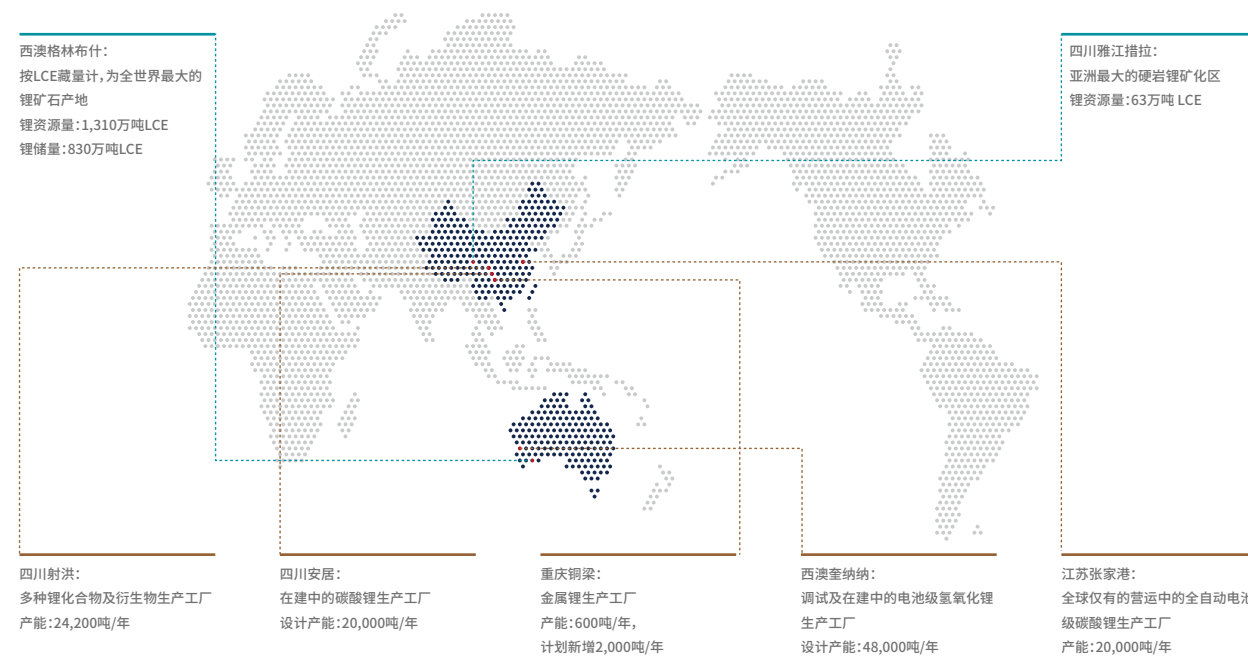 西澳格林布什：
按LCE藏量计，为全世界最大的
锂矿石产地
锂资源量：1,310万吨LCE
锂储量：830万吨LCE
四川雅江措拉：
亚洲最大的硬岩锂矿化区
锂资源量：63万吨 LCE
四川射洪：
多种锂化合物及衍生物生产工厂
产能：24,200吨/年
四川安居：
在建中的碳酸锂生产工厂
设计产能：20,000吨/年
重庆铜梁：
金属锂生产工厂
产能：600吨/年，
计划新增2,000吨/年
西澳奎纳纳：
调试及在建中的电池级氢氧化锂
生产工厂
设计产能：48,000吨/年
江苏张家港：
全球仅有的营运中的全自动电池
级碳酸锂生产工厂
产能：20,000吨/年